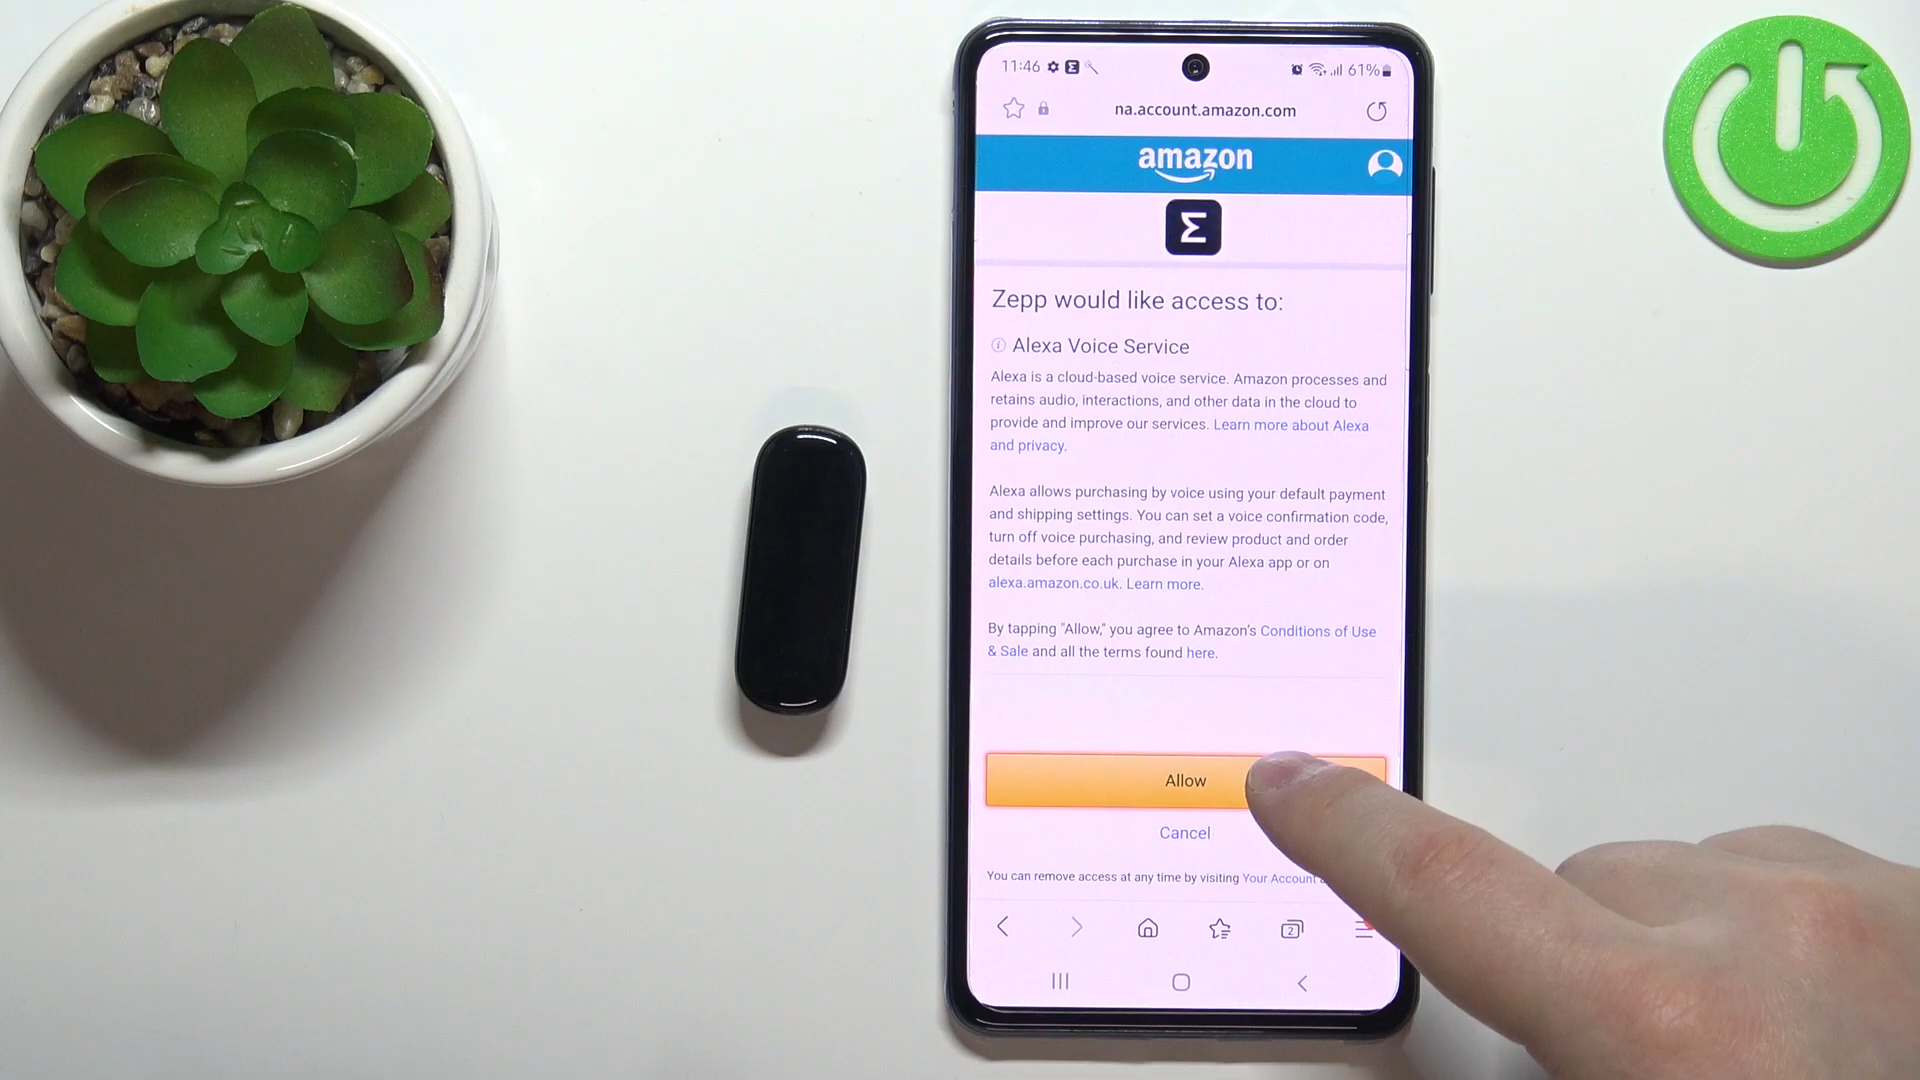 11:46 61%
na.account.amazon.com
amazon
Zepp would like access to:
Alexa Voice Service
Alexa is a cloud-based voice service. Amazon processes and
retains audio, interactions, and other data in the cloud to
provide and improve our services. Learn more about Alexa
and privacy.
Alexa allows purchasing by voice using your default payment
and shipping settings. You can set a voice confirmation code,
turn off voice purchasing, and review product and order
details before each purchase in your Alexa app or on
alexa.amazon.co.uk. Learn more.
By tapping "Allow," you agree to Amazon's Conditions of Use
& Sale and all the terms found here.
Allow
Cancel
You can remove access at any time by visiting Your Account
2